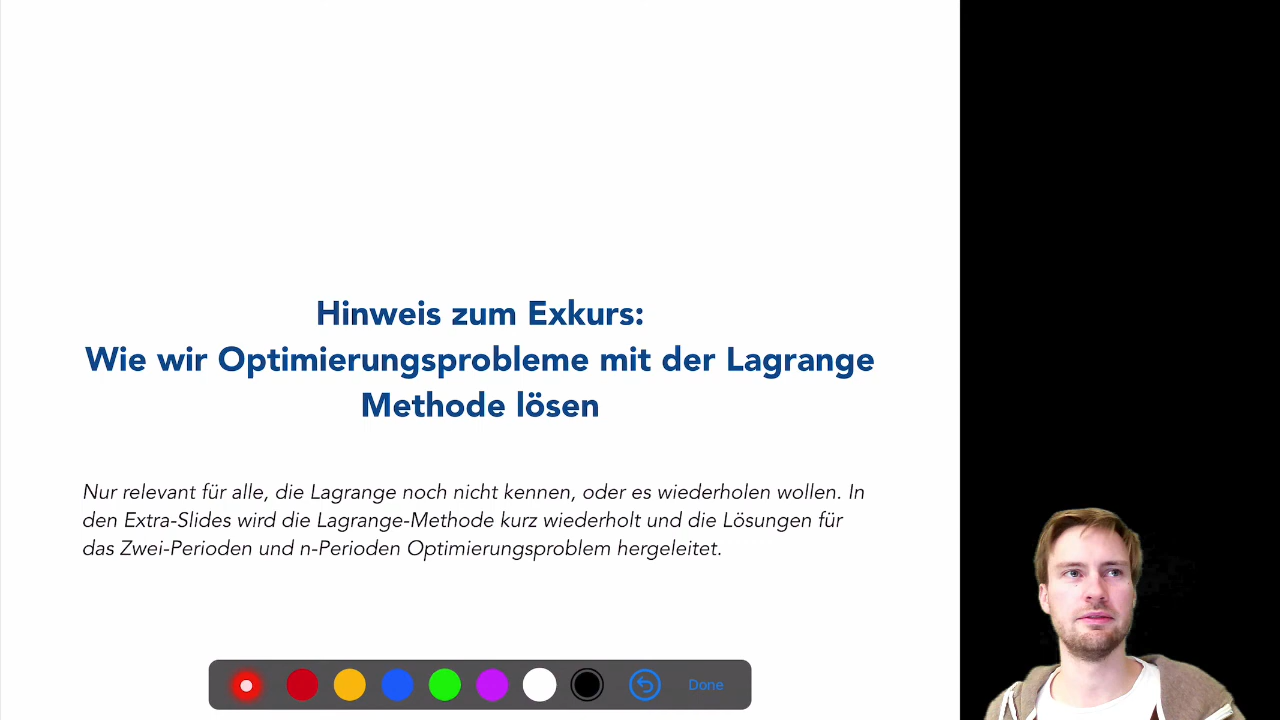 Hinweis zum Exkurs:
Wie wir Optimierungsprobleme mit der Lagrange
Methode lösen
Nur relevant für alle, die Lagrange noch nicht kennen, oder es wiederholen wollen. In
den Extra-Slides wird die Lagrange-Methode kurz wiederholt und die Lösungen für
das Zwei-Perioden und n-Perioden Optimierungsproblem hergeleitet.
Done